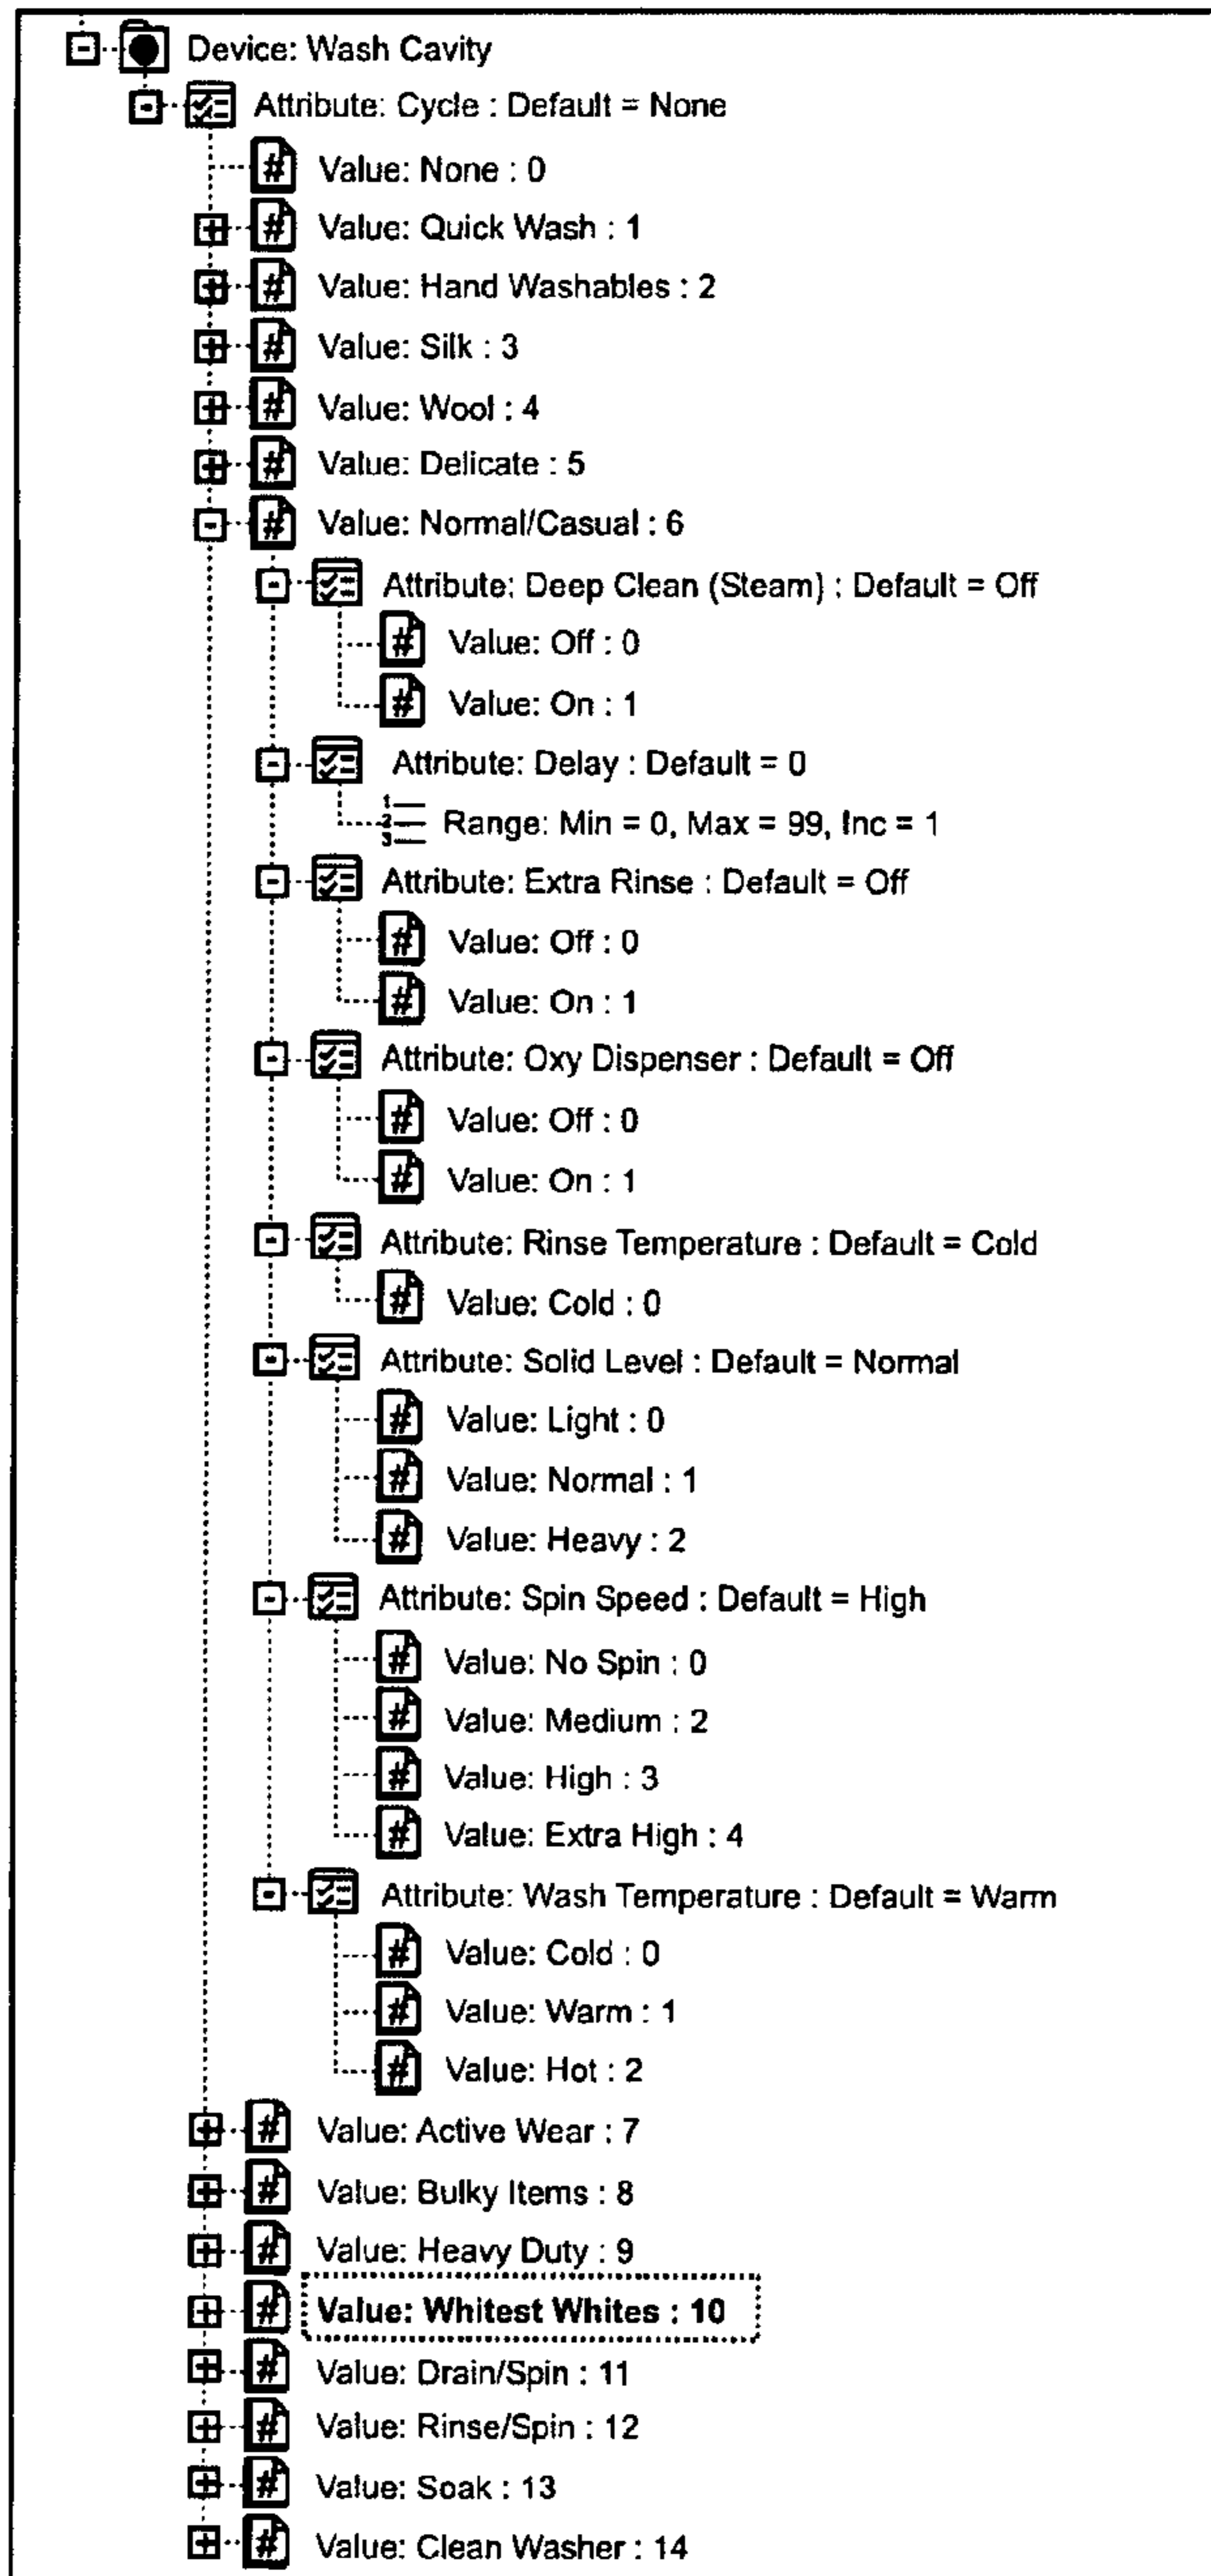 Device: Wash Cavity
Attribute: Cycle : Default = None
# Value: None : 0
# Value: Quick Wash : 1
# Value: Hand Washables : 2
# Value: Silk : 3
# Value: Wool : 4
# Value: Delicate : 5
# Value: Normal/Casual : 6
Attribute: Deep Clean (Steam) : Default = Off
# Value: Off : 0
# Value: On : 1
Attribute: Delay : Default = 0
1 2 3 Range: Min = 0, Max = 99, Inc = 1
Attribute: Extra Rinse : Default = Off
# Value: Off : 0
# Value: On : 1
Attribute: Oxy Dispenser : Default = Off
# Value: Off : 0
# Value: On : 1
Attribute: Rinse Temperature : Default = Cold
# Value: Cold : 0
Attribute: Solid Level : Default = Normal
# Value: Light : 0
# Value: Normal : 1
# Value: Heavy : 2
Attribute: Spin Speed : Default = High
# Value: No Spin : 0
# Value: Medium : 2
# Value: High : 3
# Value: Extra High : 4
Attribute: Wash Temperature : Default = Warm
# Value: Cold : 0
# Value: Warm : 1
# Value: Hot : 2
# Value: Active Wear : 7
# Value: Bulky Items : 8
# Value: Heavy Duty : 9
# Value: Whitest Whites : 10
# Value: Drain/Spin : 11
# Value: Rinse/Spin : 12
# Value: Soak : 13
# Value: Clean Washer : 14